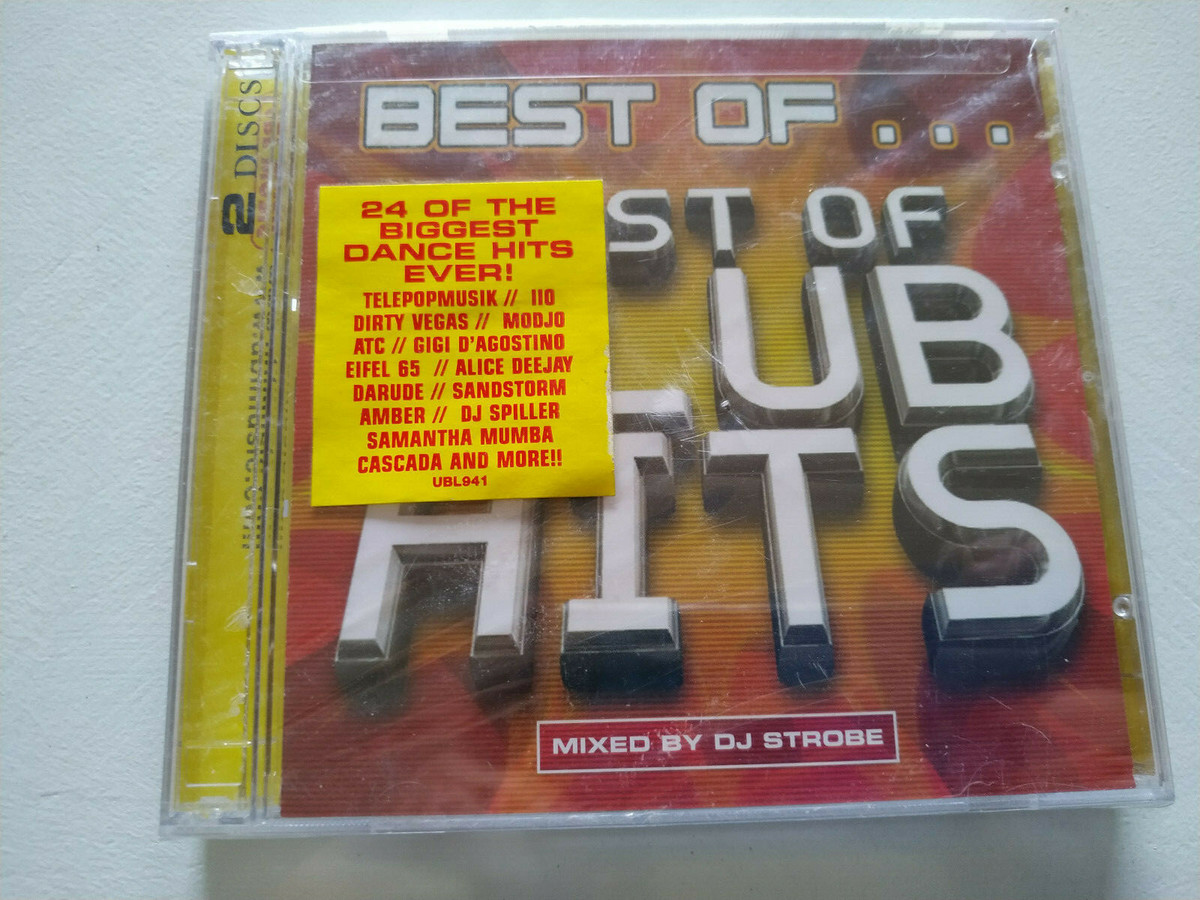 BEST OF . . .
ST OF
UB
HITS
24 OF THE
BIGGEST
DANCE HITS
EVER!
TELEPOPMUSIK // IIO
DIRTY VEGAS // MODJO
ATC // GIGI D'AGOSTINO
EIFEL 65 // ALICE DEEJAY
DARUDE // SANDSTORM
AMBER // DJ SPILLER
SAMANTHA MUMBA
CASCADA AND MORE!!
UBL941
MIXED BY DJ STROBE
2 DISCS